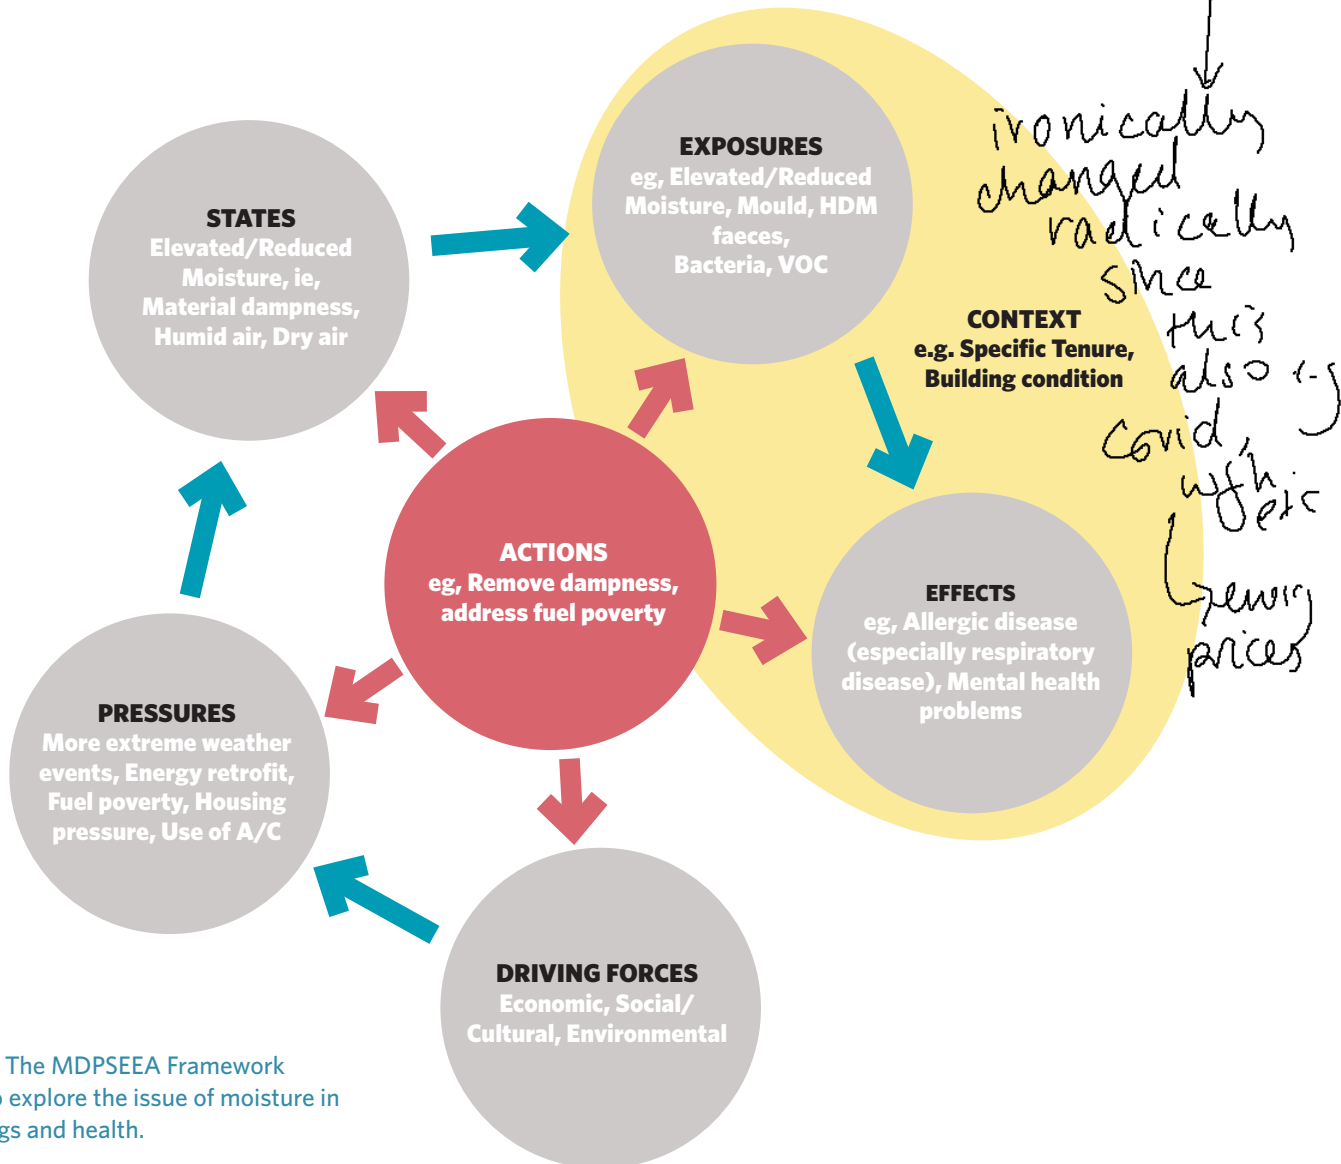 EXPOSURES
eg, Elevated/Reduced
Moisture, Mould, HDM
faeces,
Bacteria, VOC
STATES
Elevated/Reduced
Moisture, ie,
Material dampness,
Humid air, Dry air
CONTEXT
e.g. Specific Tenure,
Building condition
ironically
changed
radically
since
this
also e.g
Covid,
wfh
etc
prices
ACTIONS
eg, Remove dampness,
address fuel poverty
EFFECTS
eg, Allergic disease
(especially respiratory
disease), Mental health
problems
PRESSURES
More extreme weather
events, Energy retrofit,
Fuel poverty, Housing
pressure, Use of A/C
DRIVING FORCES
Economic, Social/
Cultural, Environmental
The MDPSEEA Framework
explore the issue of moisture in
gs and health.